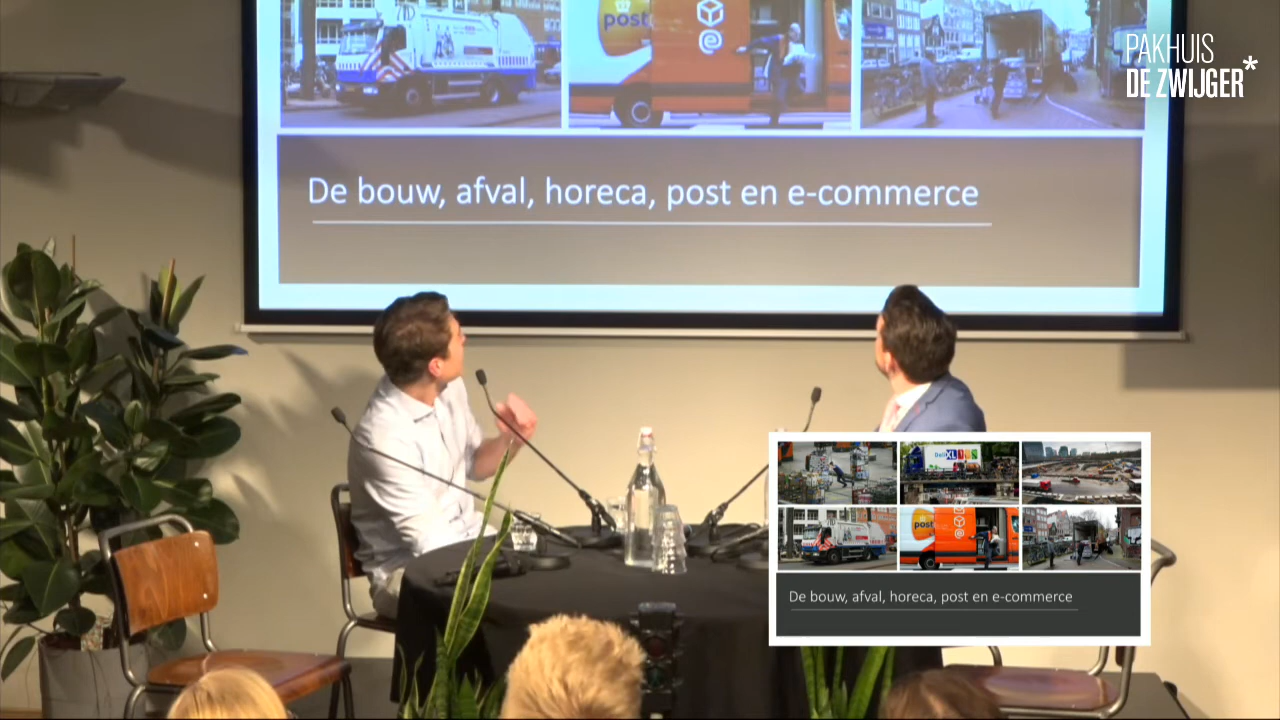 post
PAKHUIS
DE ZWIJGER*
De bouw, afval, horeca, post en e-commerce
XL
post
De bouw, afval, horeca, post en e-commerce